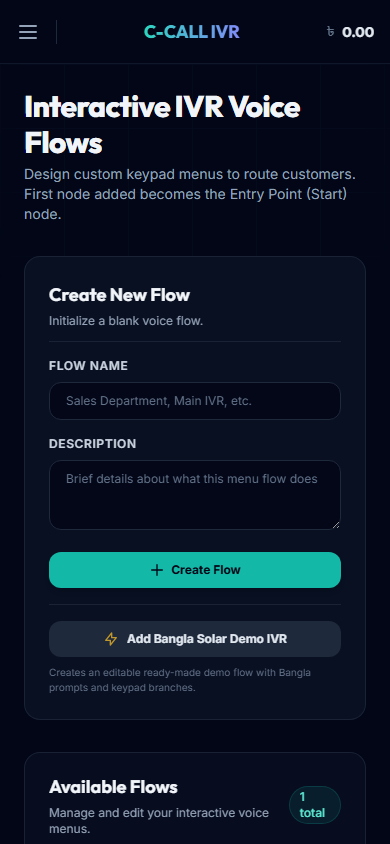 C-CALL IVR
৳ 0.00
Interactive IVR Voice
Flows
Design custom keypad menus to route customers.
First node added becomes the Entry Point (Start)
node.
Create New Flow
Initialize a blank voice flow.
FLOW NAME
Sales Department, Main IVR, etc.
DESCRIPTION
Brief details about what this menu flow does
Create Flow
Add Bangla Solar Demo IVR
Creates an editable ready-made demo flow with Bangla
prompts and keypad branches.
Available Flows
Manage and edit your interactive voice
menus.
1
total